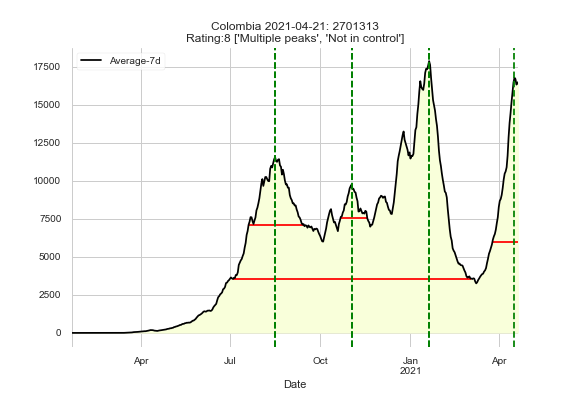 Colombia 2021-04-21: 2701313
Rating:8 ['Multiple peaks', 'Not in control']
Average-7d
17500
15000
12500
10000
7500
5000
2500
0
Apr
Jul
Oct
Jan
2021
Apr
Date